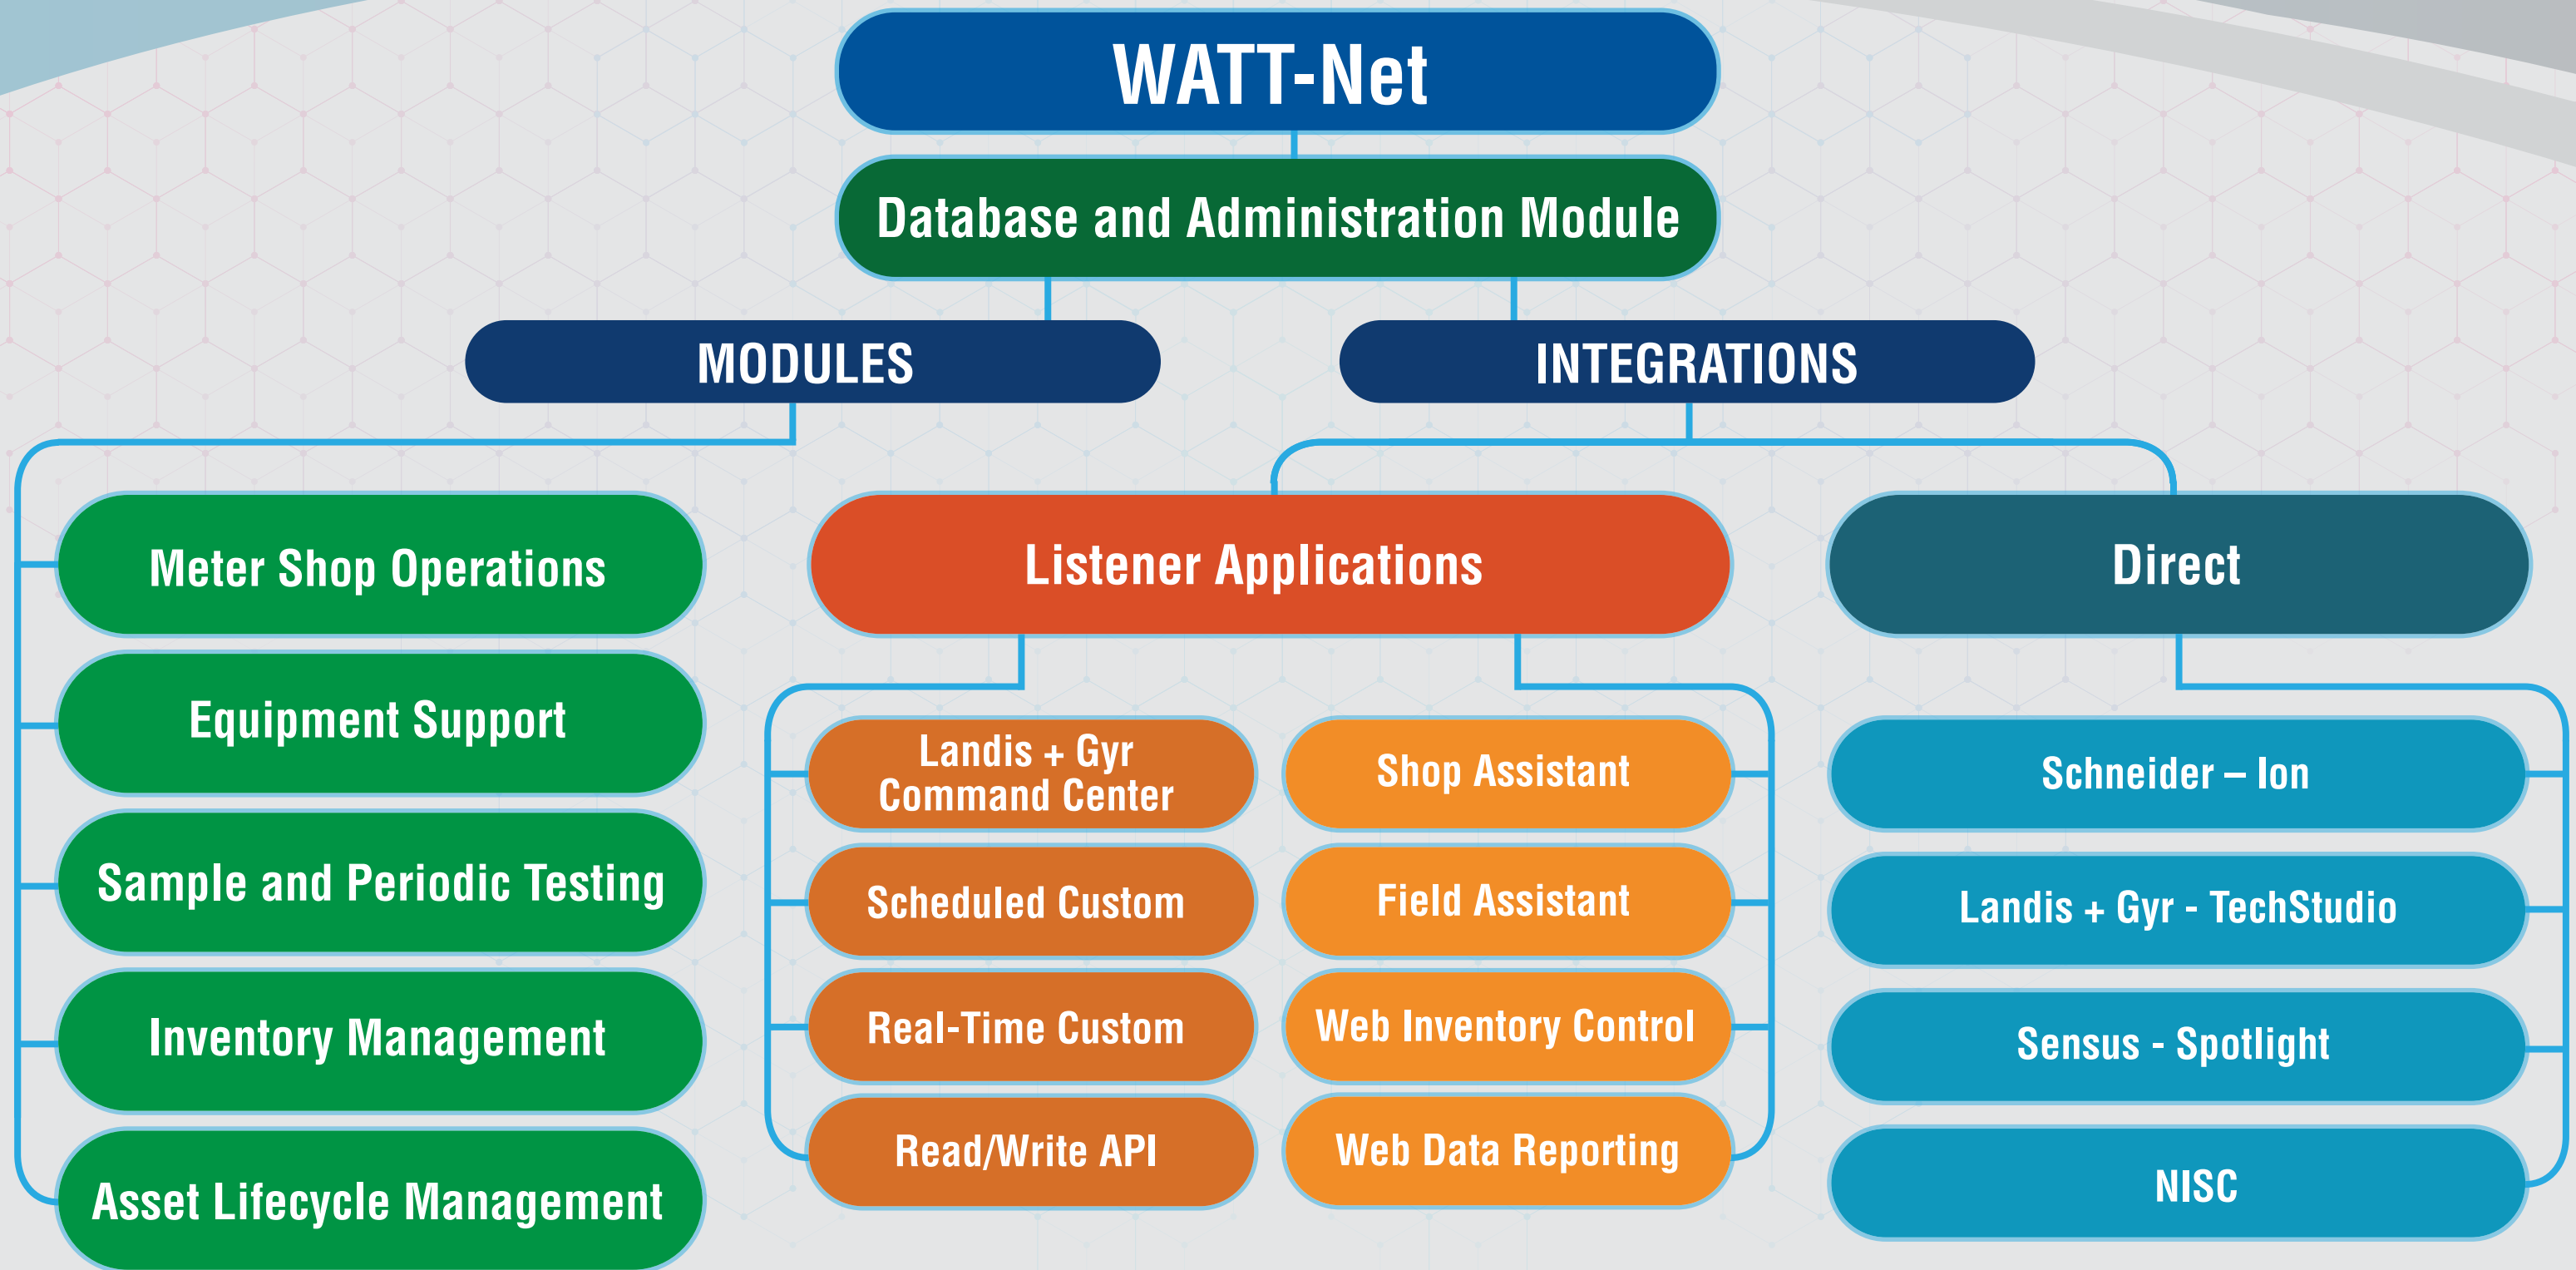 WATT-Net
Database and Administration Module
MODULES
INTEGRATIONS
Meter Shop Operations
Equipment Support
Sample and Periodic Testing
Inventory Management
Asset Lifecycle Management
Listener Applications
Landis + Gyr
Command Center
Scheduled Custom
Real-Time Custom
Read/Write API
Shop Assistant
Field Assistant
Web Inventory Control
Web Data Reporting
Direct
Schneider – Ion
Landis + Gyr - TechStudio
Sensus - Spotlight
NISC